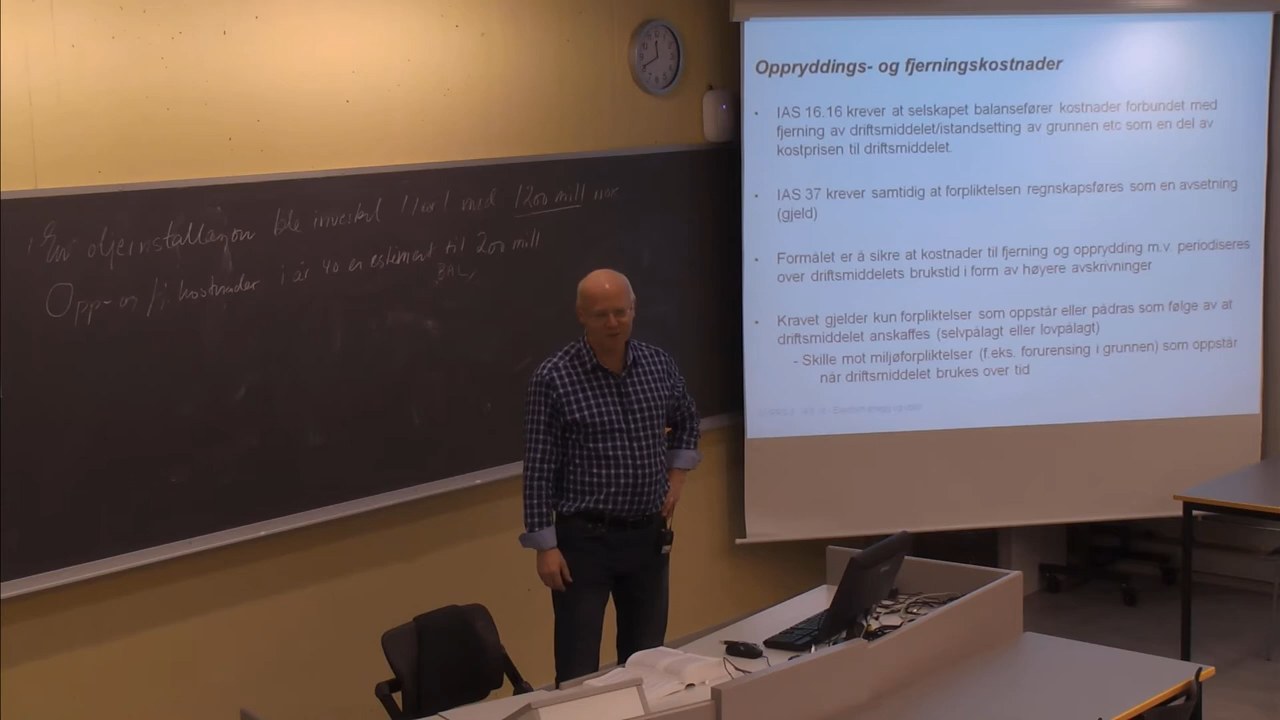 En oljeinstallasjon ble investert 1/1 år 1 med 1200 mill NOK
Opp- og fj. kostnader i år 40 er estimert til 200 mill
Oppryddings- og fjerningskostnader
• IAS 16.16 krever at selskapet balansefører kostnader forbundet med
fjerning av driftsmiddelet/istandsetting av grunnen etc som en del av
kostprisen til driftsmiddelet.
• IAS 37 krever samtidig at forpliktelsen regnskapsføres som en avsetning
(gjeld)
• Formålet er å sikre at kostnader til fjerning og opprydding m.v. periodiseres
over driftsmiddelets brukstid i form av høyere avskrivninger
• Kravet gjelder kun forpliktelser som oppstår eller pådras som følge av at
driftsmiddelet anskaffes (selvpålagt eller lovpålagt)
- Skille mot miljøforpliktelser (f.eks. forurensing i grunnen) som oppstår
når driftsmiddelet brukes over tid